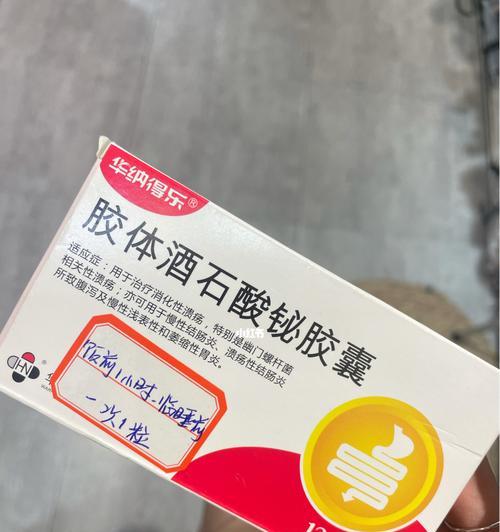 华纳得乐®
胶体酒石酸铋胶囊
适应症：用于治疗消化性溃疡，特别是幽门螺杆菌
相关性溃疡；亦可用于慢性结肠炎、溃疡性结肠炎
所致腹泻及慢性浅表性和萎缩性胃炎。
小红书
HN
饭前1小时·临睡前
一次1粒